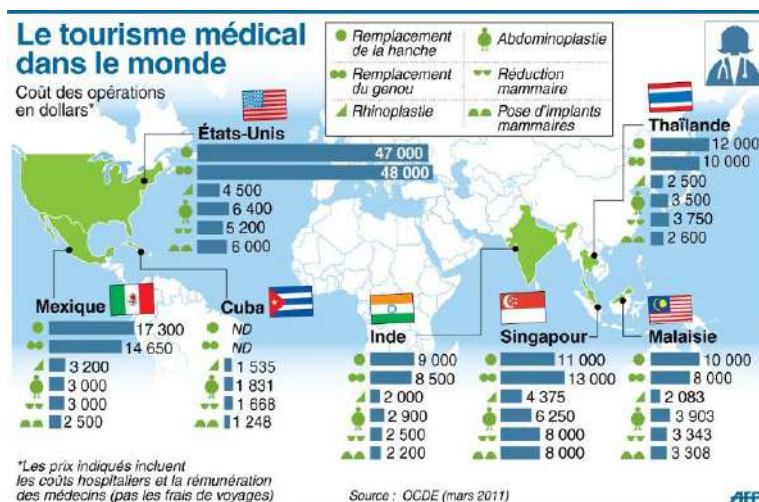 Le tourisme médical
dans le monde
Coût des opérations
en dollars*
Remplacement
de la hanche
Remplacement
du genou
Rhinoplastie
Abdominoplastie
Réduction
mammaire
Pose d'implants
mammaires
États-Unis
47 000
48 000
4 500
6 400
5 200
6 000
Thaïlande
12 000
10 000
2 500
3 500
3 750
2 600
Mexique
17 300
14 650
3 200
3 000
3 000
2 500
Cuba
ND
ND
1 535
1 831
1 668
1 248
Inde
9 000
8 500
2 000
2 900
2 500
2 200
Singapour
11 000
13 000
4 375
6 250
8 000
8 000
Malaisie
10 000
8 000
2 083
3 903
3 343
3 308
*Les prix indiqués incluent
les coûts hospitaliers et la rémunération
des médecins (pas les frais de voyages)
Source : OCDE (mars 2011)
AFP